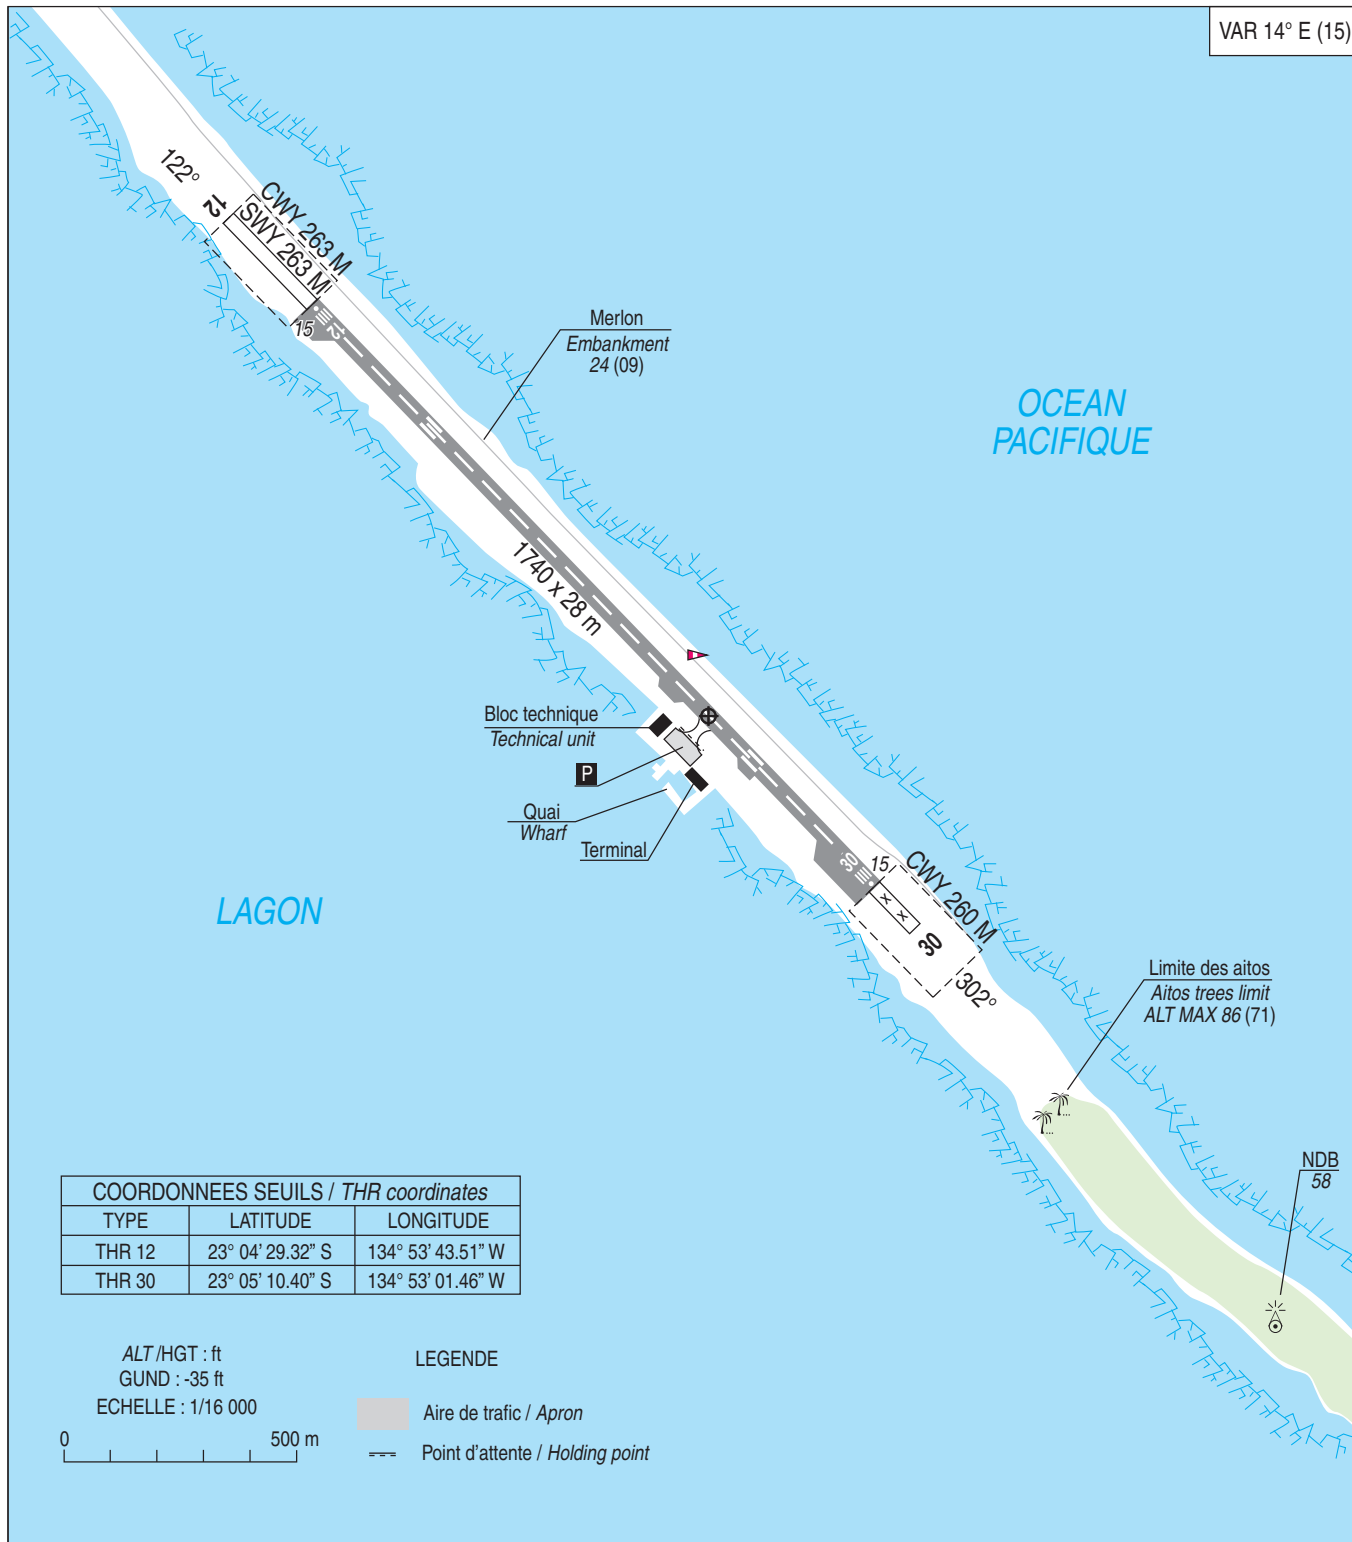 VAR 14° E (15)
122°
12
CWY 263 M
SWY 263 M
15
12
Merlon
Embankment
24 (09)
OCEAN
PACIFIQUE
1740 x 28 m
Bloc technique
Technical unit
P
Quai
Wharf
Terminal
30
15
CWY 260 M
30
302°
LAGON
Limite des aitos
Aitos trees limit
ALT MAX 86 (71)
NDB
58
COORDONNEES SEUILS / THR coordinates
TYPE LATITUDE LONGITUDE
THR 12 23° 04’ 29.32” S 134° 53’ 43.51” W
THR 30 23° 05’ 10.40” S 134° 53’ 01.46” W
ALT /HGT : ft
GUND : -35 ft
ECHELLE : 1/16 000
0 500 m
LEGENDE
Aire de trafic / Apron
Point d’attente / Holding point